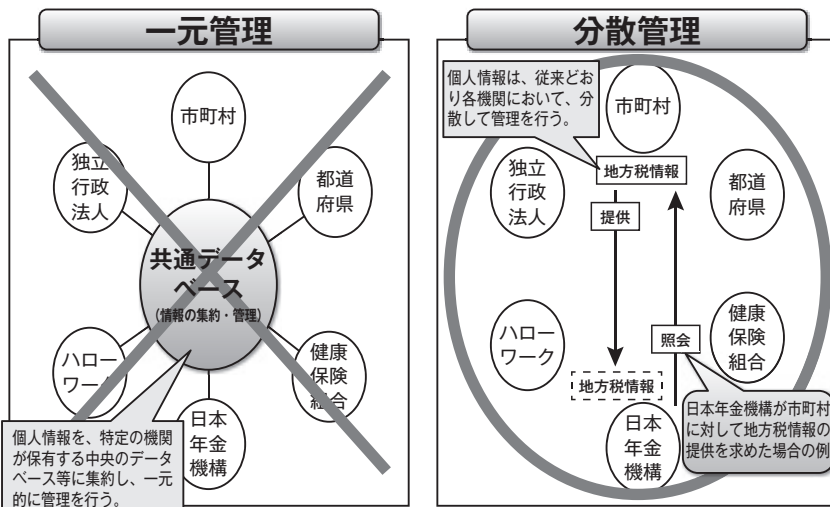 一元管理
市町村
独立
行政
法人
都道
府県
共通データ
ベース
(情報の集約・管理)
ハロー
ワーク
健康
保険
組合
日本
年金
機構
個人情報を、特定の機関
が保有する中央のデータ
ベース等に集約し、一元
的に管理を行う。
分散管理
個人情報は、従来どお
り各機関において、分
散して管理を行う。
市町村
独立
行政
法人
地方税情報
都道
府県
提供
ハロー
ワーク
照会
健康
保険
組合
地方税情報
日本
年金
機構
日本年金機構が市町村
に対して地方税情報の
提供を求めた場合の例